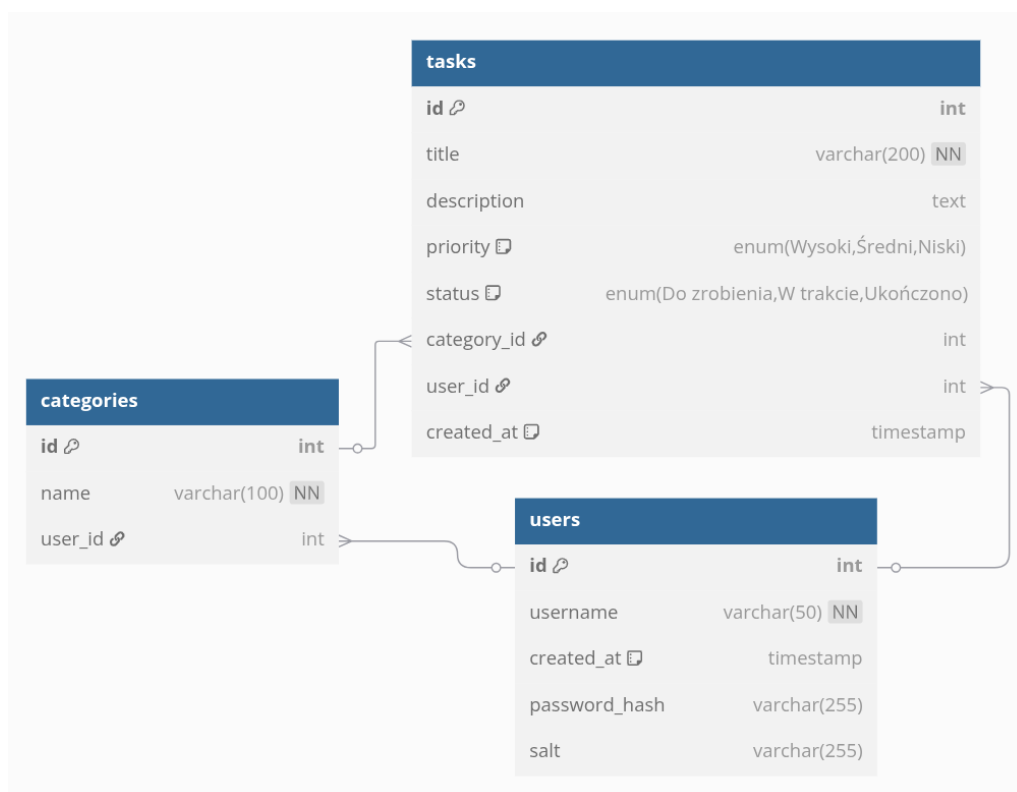 tasks
id int
title varchar(200) NN
description text
priority enum(Wysoki,Średni,Niski)
status enum(Do zrobienia,W trakcie,Ukończono)
category_id int
user_id int
created_at timestamp
categories
id int
name varchar(100) NN
user_id int
users
id int
username varchar(50) NN
created_at timestamp
password_hash varchar(255)
salt varchar(255)